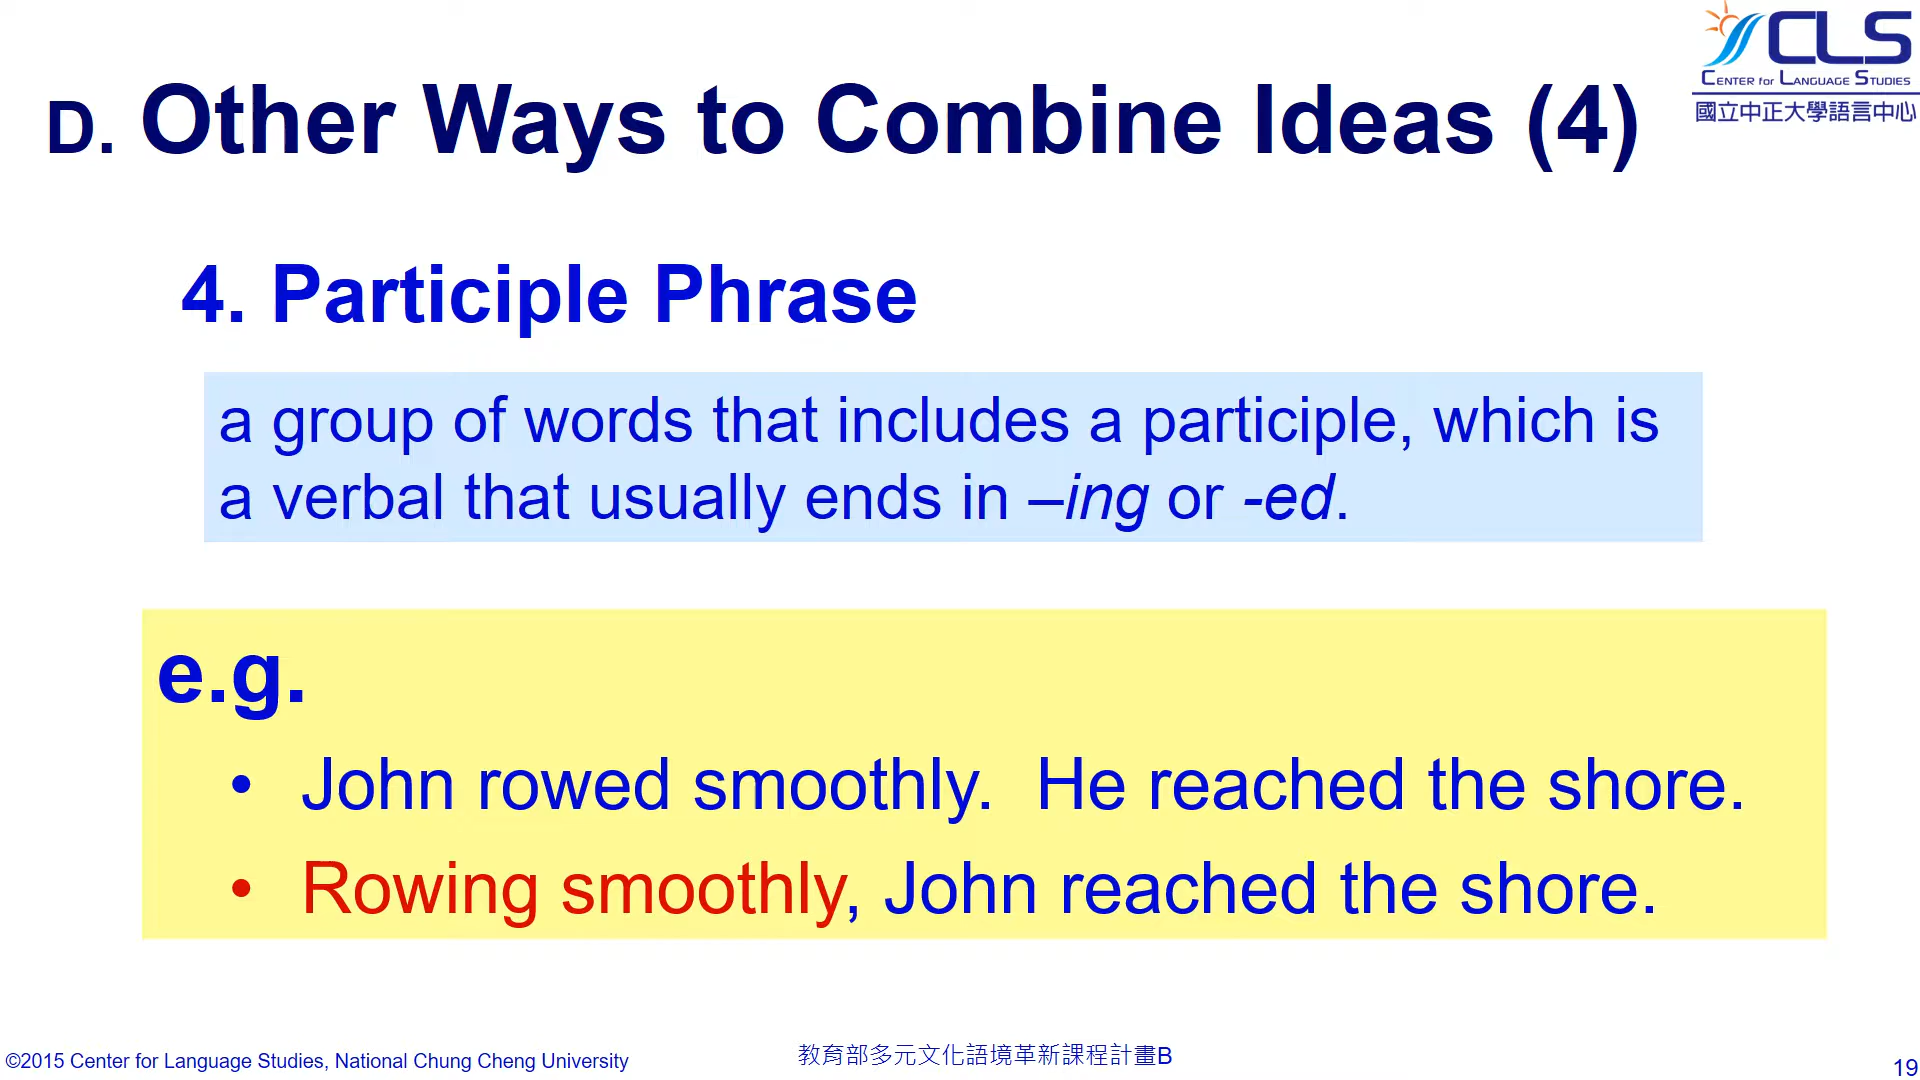 CLS
CENTER for LANGUAGE STUDIES
國立中正大學語言中心
D. Other Ways to Combine Ideas (4)
4. Participle Phrase
a group of words that includes a participle, which is
a verbal that usually ends in –ing or -ed.
e.g.
• John rowed smoothly.  He reached the shore.
• Rowing smoothly, John reached the shore.
©2015 Center for Language Studies, National Chung Cheng University
教育部多元文化語境革新課程計畫B
19